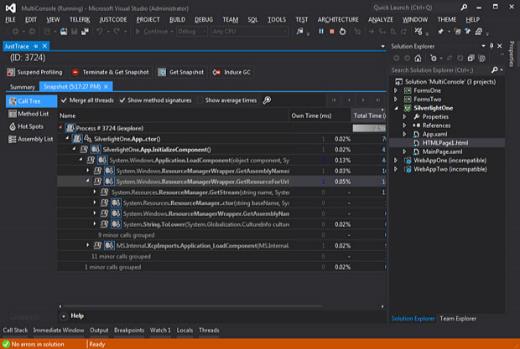 MultiConsole (Running) - Microsoft Visual Studio (Administrator)
Quick Launch (Ctrl+Q)
FILE EDIT VIEW TELERIK JUSTCODE PROJECT BUILD DEBUG TEAM SQL TOOLS TEST ARCHITECTURE ANALYZE WINDOW THEME HELP
Continue
Debug
Any CPU
JustTrace
(ID: 3724)
Suspend Profiling
Terminate & Get Snapshot
Get Snapshot
Induce GC
Summary
Snapshot (5:17:27 PM)
Call Tree
Method List
Hot Spots
Assembly List
Merge all threads
Show method signatures
Show average times
Name
Own Time (ms)
Total Time (
Process # 3724 (iexplore)
SilverlightOne.App..ctor() 0 0.02%
SilverlightOne.App.InitializeComponent() 0 0.02%
System.Windows.Application.LoadComponent(object component, Sy 0.13%
System.Windows.ResourceManagerWrapper.GetAssemblyName 0.03%
System.Windows.ResourceManagerWrapper.GetResourceForUri 0.05%
System.Resources.ResourceManager.GetStream(string name, System
System.Resources.ResourceManager..ctor(string baseName, Sy
System.Windows.ResourceManagerWrapper.GetAssemblyNa
System.String.ToLower(System.Globalization.CultureInfo cultur 0.02%
9 minor calls grouped
MS.Internal.XcpImports.Application_LoadComponent(MS.Internal. 0.02%
11 minor calls grouped
1 minor calls grouped 0.02%
Help
Solution Explorer
Search Solution Explorer
Solution 'MultiConsole' (3 projects)
FormsOne
FormsTwo
SilverlightOne
Properties
References
App.xaml
HTMLPage1.html
MainPage.xaml
WebAppOne (incompatible)
WebAppTwo (incompatible)
Solution Explorer
Team Explorer
Call Stack Immediate Window Output Breakpoints Watch 1 Locals Threads
No errors in solution
Ready